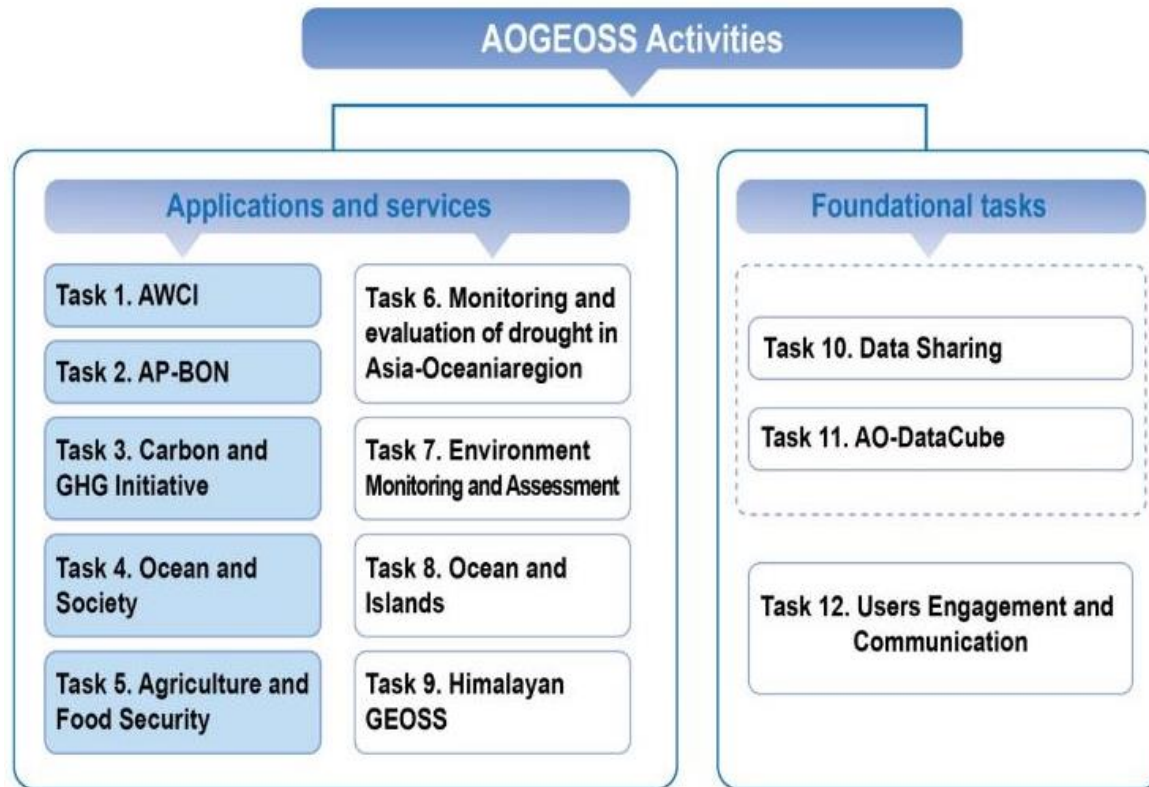 AOGEOSS Activities
Applications and services
Task 1. AWCI
Task 2. AP-BON
Task 3. Carbon and
GHG Initiative
Task 4. Ocean and
Society
Task 5. Agriculture and
Food Security
Task 6. Monitoring and
evaluation of drought in
Asia-Oceaniaregion
Task 7. Environment
Monitoring and Assessment
Task 8. Ocean and
Islands
Task 9. Himalayan
GEOSS
Foundational tasks
Task 10. Data Sharing
Task 11. AO-DataCube
Task 12. Users Engagement and
Communication